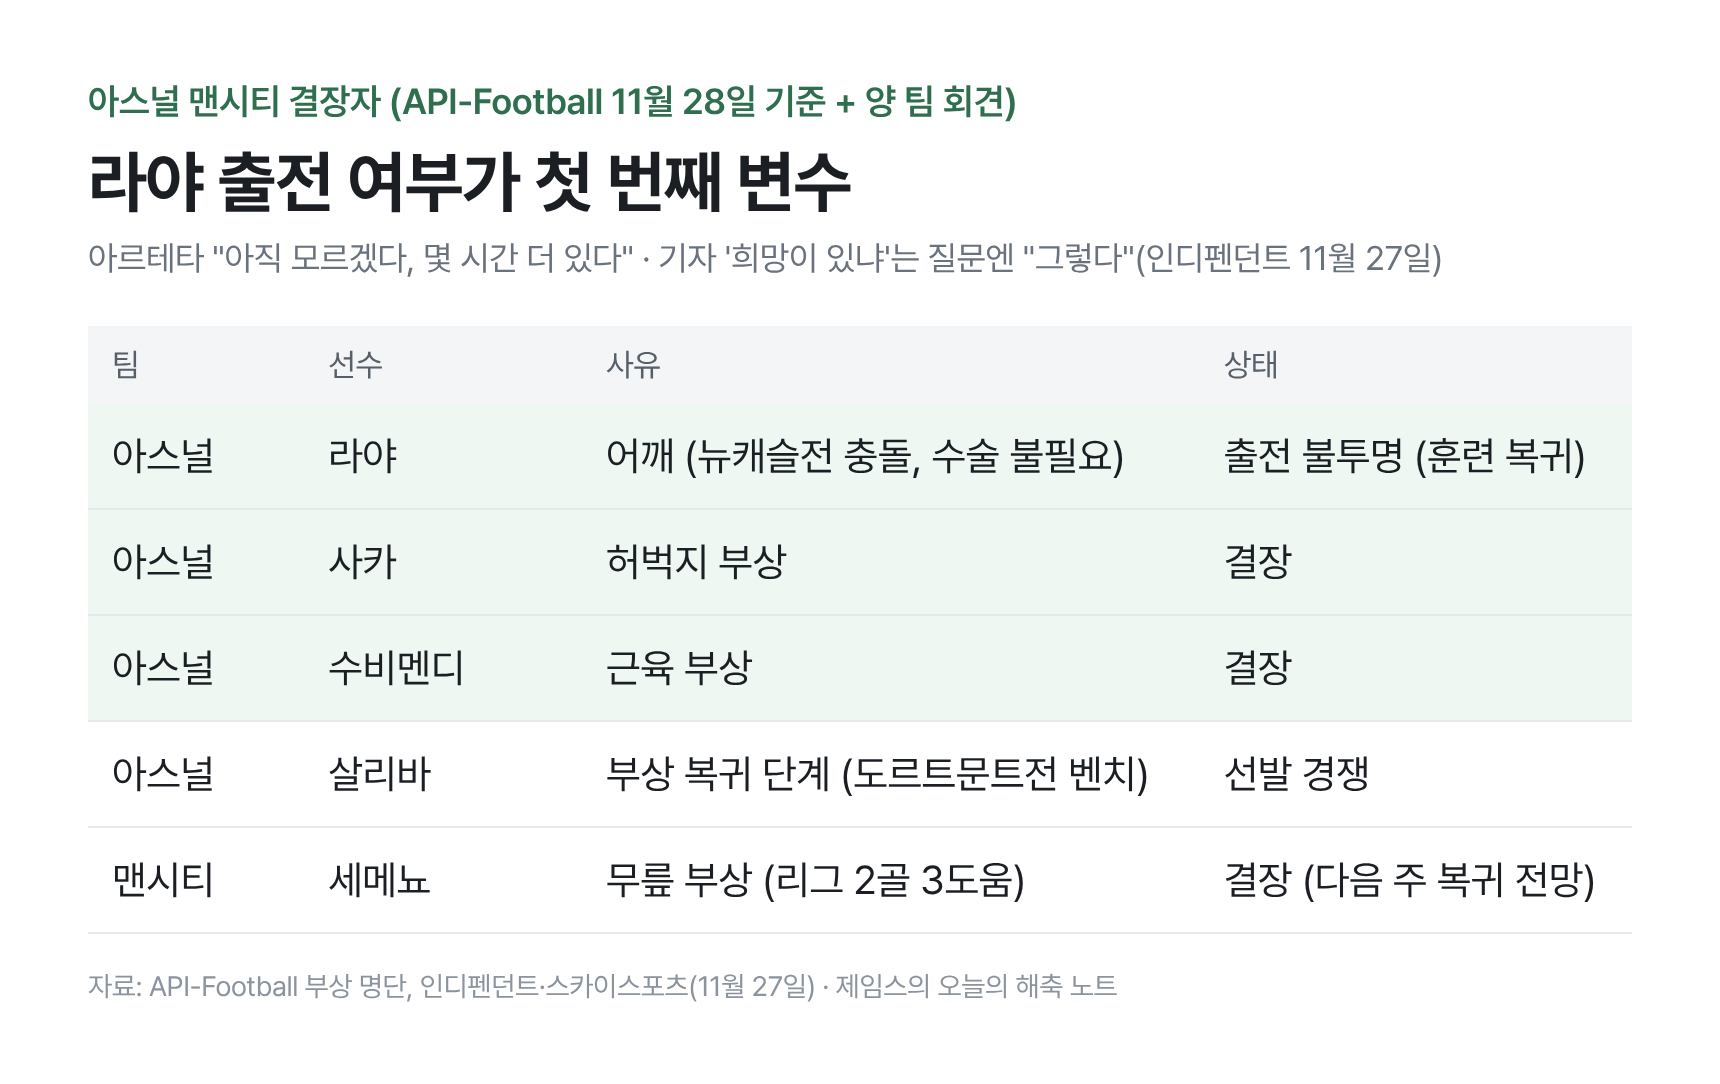 아스널 맨시티 결장자 (API-Football 11월 28일 기준 + 양 팀 회견)
라야 출전 여부가 첫 번째 변수
아르테타 "아직 모르겠다, 몇 시간 더 있다" · 기자 '희망이 있냐'는 질문엔 "그렇다"(인디펜던트 11월 27일)
팀 선수 사유 상태
아스널 라야 어깨 (뉴캐슬전 충돌, 수술 불필요) 출전 불투명 (훈련 복귀)
아스널 사카 허벅지 부상 결장
아스널 수비멘디 근육 부상 결장
아스널 살리바 부상 복귀 단계 (도르트문트전 벤치) 선발 경쟁
맨시티 세메뇨 무릎 부상 (리그 2골 3도움) 결장 (다음 주 복귀 전망)
자료: API-Football 부상 명단, 인디펜던트·스카이스포츠(11월 27일) · 제임스의 오늘의 해축 노트